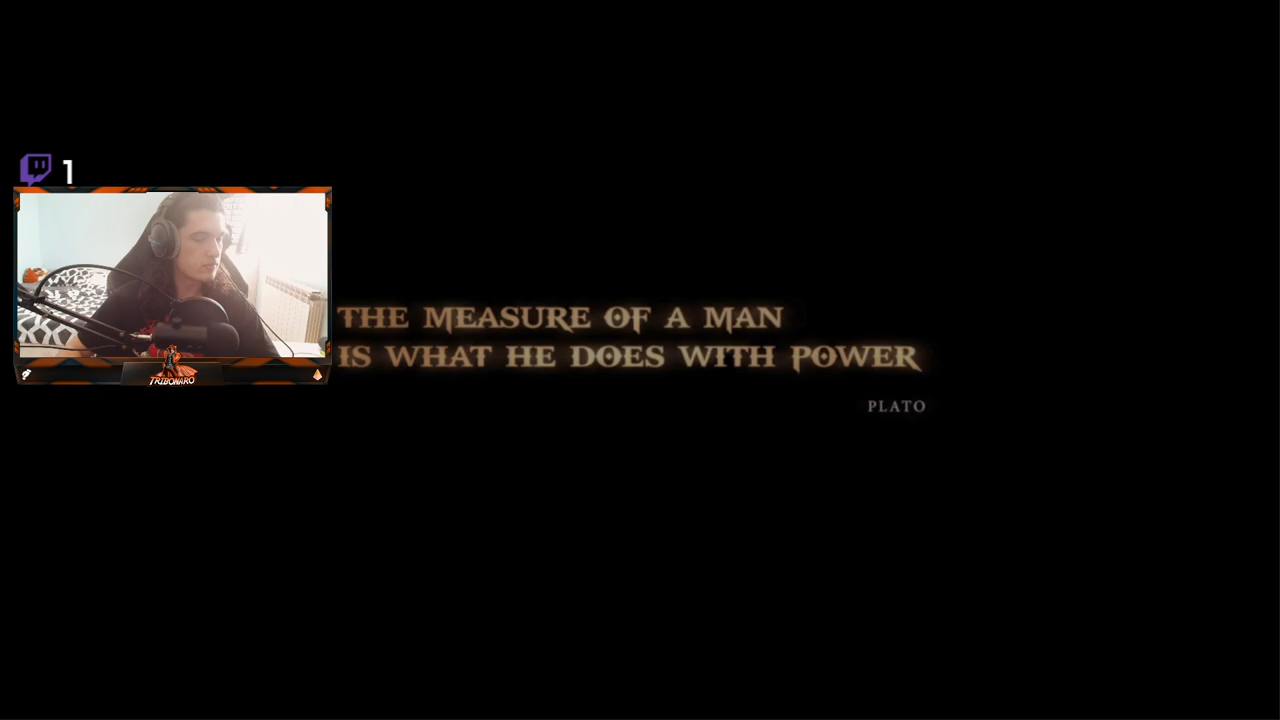 1
THE MEASURE OF A MAN
IS WHAT HE DOES WITH POWER
TRIBONARO
PLATO